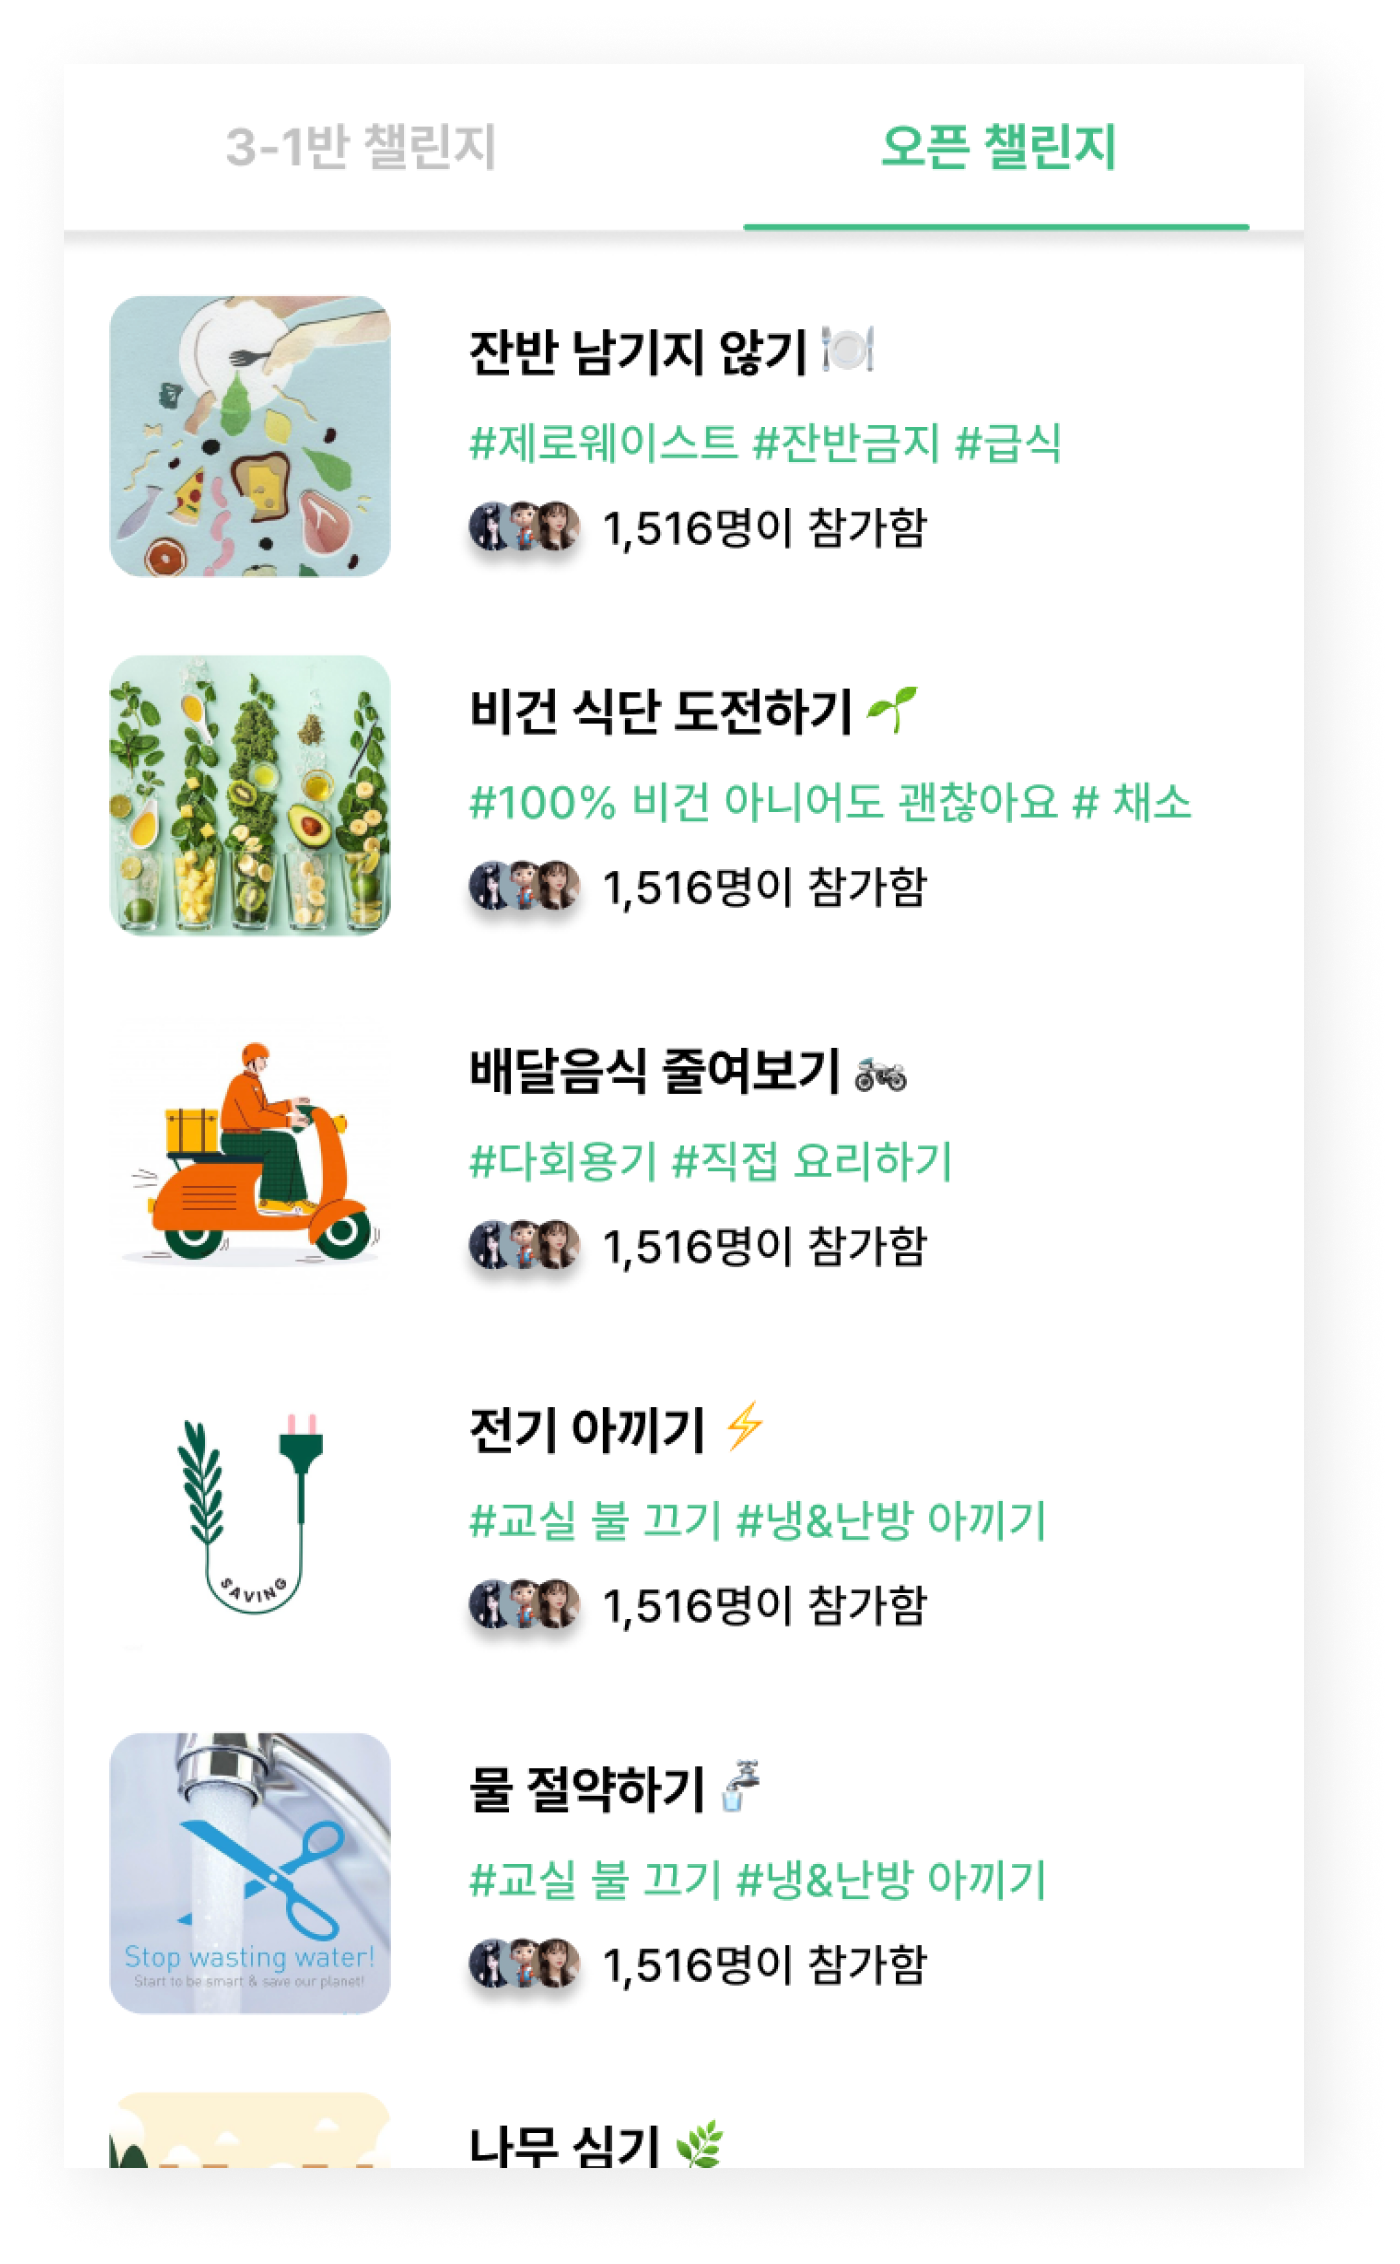 3-1반 챌린지
오픈 챌린지
잔반 남기지 않기 🍽️
#제로웨이스트 #잔반금지 #급식
1,516명이 참가함
비건 식단 도전하기 🌱
#100% 비건 아니어도 괜찮아요 # 채소
1,516명이 참가함
배달음식 줄여보기 🏍️
#다회용기 #직접 요리하기
1,516명이 참가함
SAVING
전기 아끼기 ⚡
#교실 불 끄기 #냉&난방 아끼기
1,516명이 참가함
Stop wasting water!
Start to be smart & save our planet!
물 절약하기 🚰
#교실 불 끄기 #냉&난방 아끼기
1,516명이 참가함
나무 심기 🌿